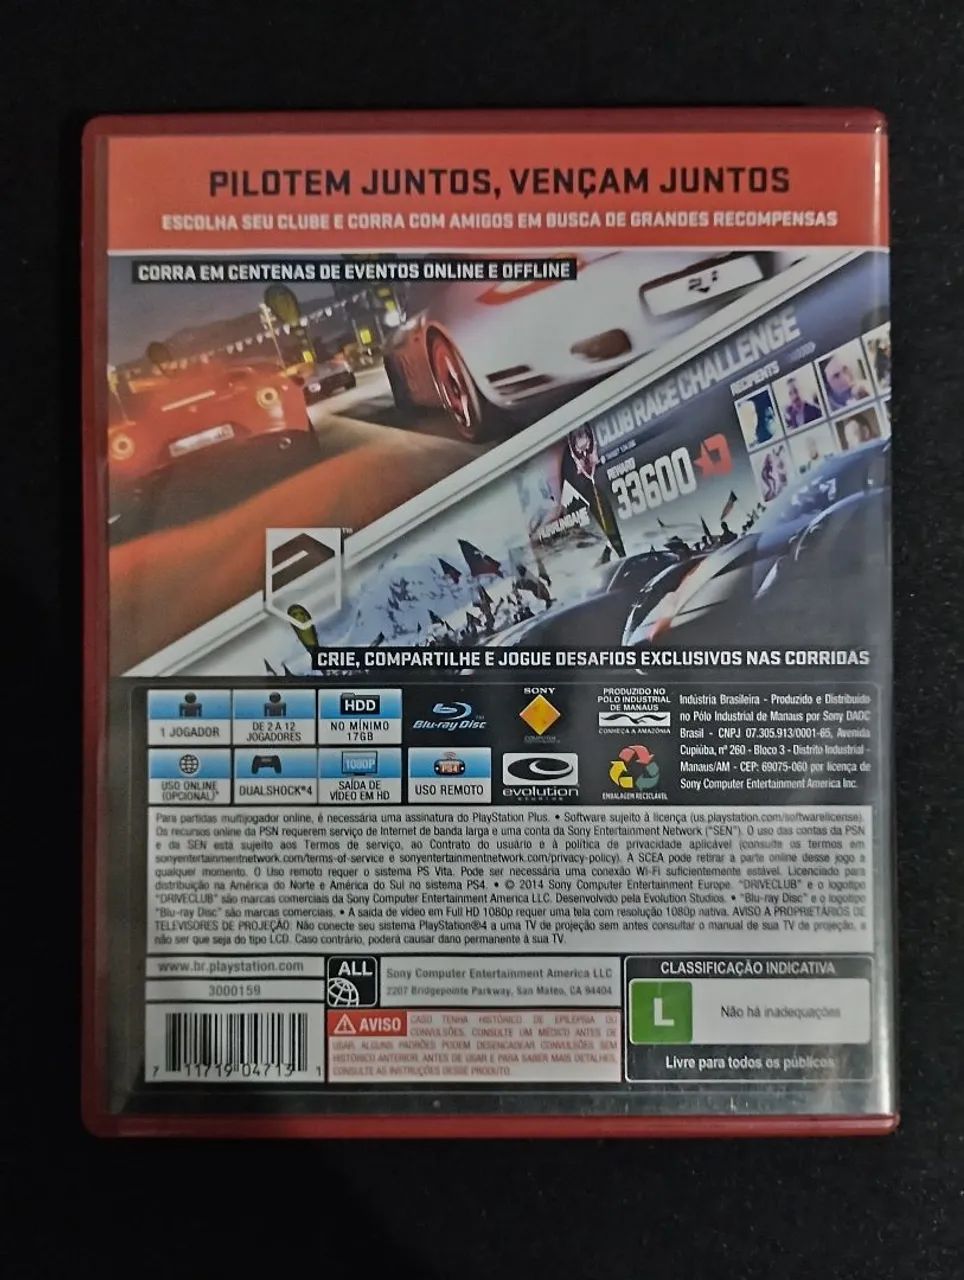 PILOTEM JUNTOS, VENÇAM JUNTOS
ESCOLHA SEU CLUBE E CORRA COM AMIGOS EM BUSCA DE GRANDES RECOMPENSAS
CORRA EM CENTENAS DE EVENTOS ONLINE E OFFLINE
CLUB RACE CHALLENGE
RECIPIENTS
REWARD
33600
TM
CRIE, COMPARTILHE E JOGUE DESAFIOS EXCLUSIVOS NAS CORRIDAS
1 JOGADOR
DE 2 A 12
JOGADORES
HDD
NO MÍNIMO
17GB
Blu-ray Disc
SONY
COMPUTER
ENTERTAINMENT
PRODUZIDO NO
PÓLO INDUSTRIAL
DE MANAUS
CONHEÇA A AMAZÔNIA
Indústria Brasileira - Produzido e Distribuido
no Pólo Industrial de Manaus por Sony DADC
Brasil - CNPJ 07.305.913/0001-65, Avenida
Cupiúba, nº 260 - Bloco 3 - Distrito Industrial -
Manaus/AM - CEP: 69075-060 por licença de
Sony Computer Entertainment America Inc.
USO ONLINE
(OPCIONAL)*
DUALSHOCK®4
1080P
SAÍDA DE
VÍDEO EM HD
PS4
USO REMOTO
evolution
STUDIOS
EMBALAGEM RECICLÁVEL
Para partidas multijogador online, é necessária uma assinatura do PlayStation Plus. • Software sujeito à licença (us.playstation.com/softwarelicense).
Os recursos online da PSN requerem serviço de Internet de banda larga e uma conta da Sony Entertainment Network ("SEN"). O uso das contas da PSN
e da SEN está sujeito aos Termos de serviço, ao Contrato do usuário e à política de privacidade aplicável (consulte os termos em
sonyentertainmentnetwork.com/terms-of-service e sonyentertainmentnetwork.com/privacy-policy). A SCEA pode retirar a parte online desse jogo a
qualquer momento. O Uso remoto requer o sistema PS Vita. Pode ser necessária uma conexão Wi-Fi suficientemente estável. Licenciado para
distribuição na América do Norte e América do Sul no sistema PS4. • © 2014 Sony Computer Entertainment Europe. "DRIVECLUB" e o logotipo
"DRIVECLUB" são marcas comerciais da Sony Computer Entertainment America LLC. Desenvolvido pela Evolution Studios. • "Blu-ray Disc" e o logotipo
"Blu-ray Disc" são marcas comerciais. • A saída de vídeo em Full HD 1080p requer uma tela com resolução 1080p nativa. AVISO A PROPRIETÁRIOS DE
TELEVISORES DE PROJEÇÃO: Não conecte seu sistema PlayStation®4 a uma TV de projeção sem antes consultar o manual de sua TV de projeção, a
não ser que seja do tipo LCD. Caso contrário, poderá causar dano permanente à sua TV.
www.br.playstation.com
3000159
ALL
Sony Computer Entertainment America LLC
2207 Bridgepointe Parkway, San Mateo, CA 94404
AVISO
CASO TENHA HISTÓRICO DE EPILEPSIA OU
CONVULSÕES, CONSULTE UM MÉDICO ANTES DE
USAR. ALGUNS PADRÕES PODEM DESENCADEAR CONVULSÕES SEM
HISTÓRICO ANTERIOR. ANTES DE USAR E PARA SABER MAIS DETALHES,
CONSULTE AS INSTRUÇÕES DESSE PRODUTO.
CLASSIFICAÇÃO INDICATIVA
L
Não há inadequações
Livre para todos os públicos
7 11719 04713 1